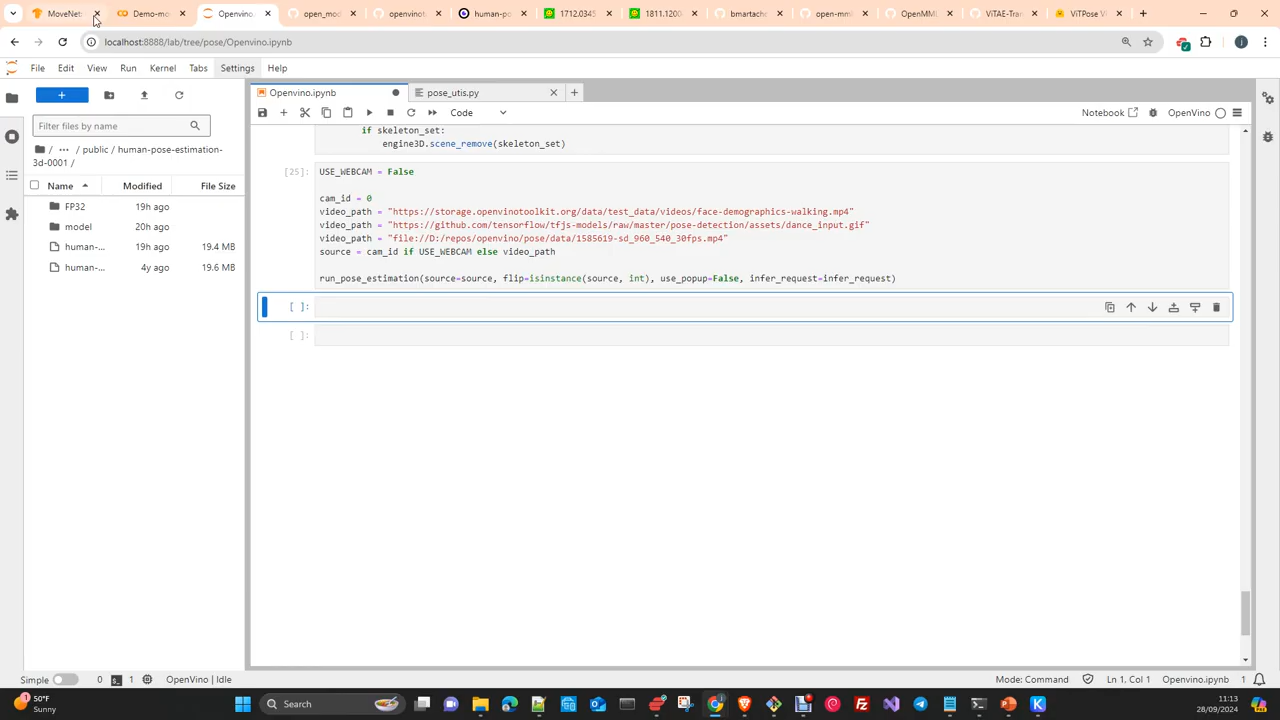 MoveNet:
Demo-mo
Openvino.
open_mod
openvinot
human-po
1712.0345
1811.1200
bmartacho
open-mm
OpenMML
ViTAE-Tra
ViTPose V
localhost:8888/lab/tree/pose/Openvino.ipynb
File Edit View Run Kernel Tabs Settings Help
Openvino.ipynb
pose_utis.py
Code
Notebook
OpenVino
Filter files by name
/ ··· / public / human-pose-estimation-
3d-0001 /
Name Modified File Size
FP32 19h ago
model 20h ago
human-... 19h ago 19.4 MB
human-... 4y ago 19.6 MB
if skeleton_set:
engine3D.scene_remove(skeleton_set)
[25]: USE_WEBCAM = False
cam_id = 0
video_path = "https://storage.openvinotoolkit.org/data/test_data/videos/face-demographics-walking.mp4"
video_path = "https://github.com/tensorflow/tfjs-models/raw/master/pose-detection/assets/dance_input.gif"
video_path = "file://D:/repos/openvino/pose/data/1585619-sd_960_540_30fps.mp4"
source = cam_id if USE_WEBCAM else video_path
run_pose_estimation(source=source, flip=isinstance(source, int), use_popup=False, infer_request=infer_request)
[ ]:
[ ]:
Simple 0 1 OpenVino | Idle
Mode: Command Ln 1, Col 1 Openvino.ipynb 1
50°F
Sunny
Search
11:13
28/09/2024